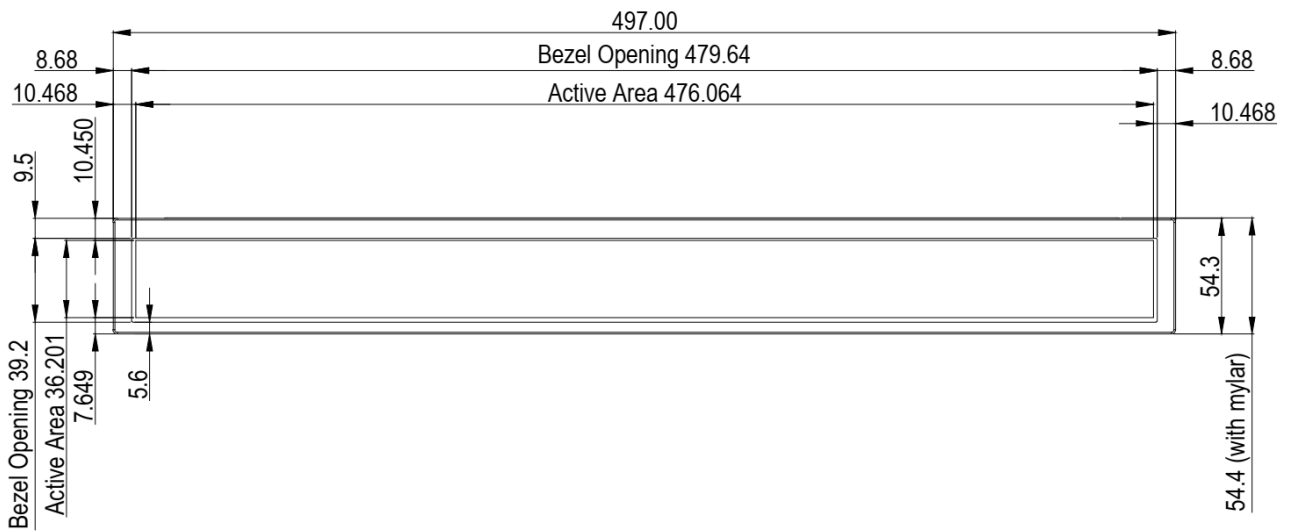 497.00
8.68
Bezel Opening 479.64
8.68
10.468
Active Area 476.064
10.468
9.5
10.450
54.3
Bezel Opening 39.2
Active Area 36.201
7.649
5.6
54.4 (with mylar)